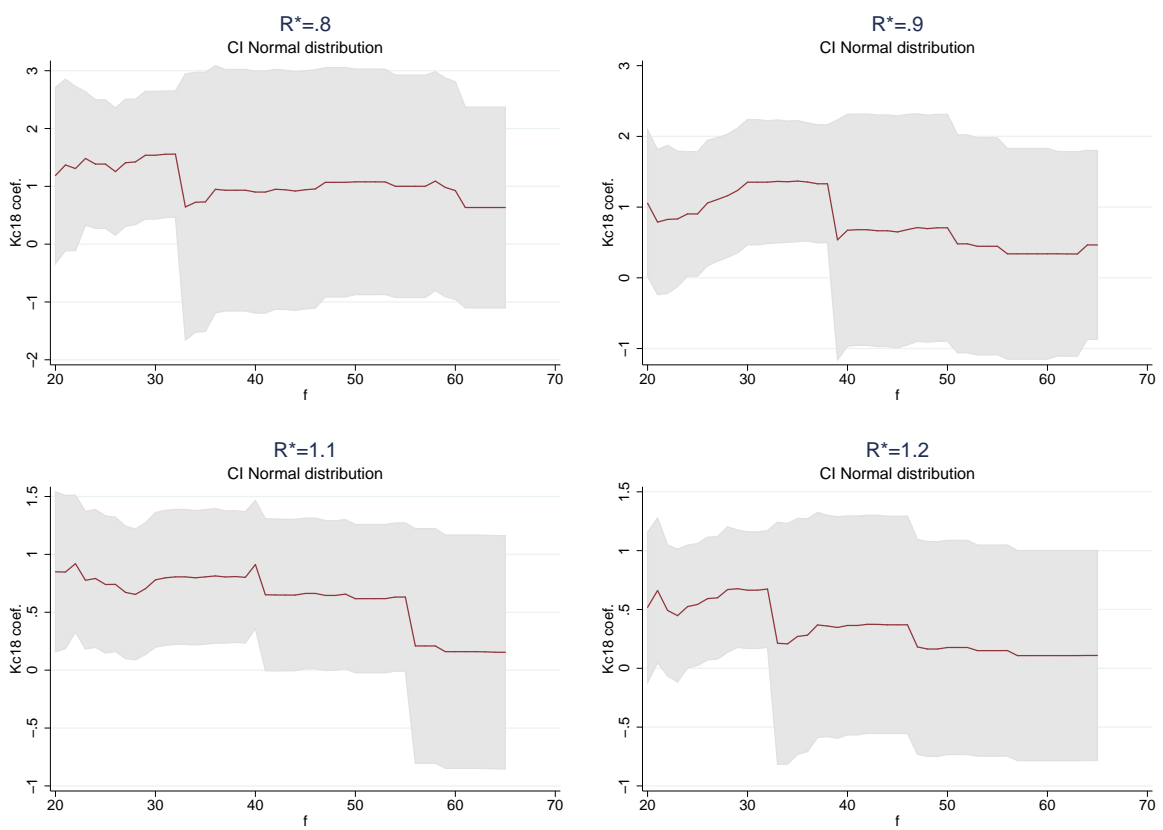 R*=.8
CI Normal distribution
Kc18 coef.
3
2
1
0
−1
−2
20 30 40 50 60 70
f
R*=.9
CI Normal distribution
Kc18 coef.
3
2
1
0
−1
20 30 40 50 60 70
f
R*=1.1
CI Normal distribution
Kc18 coef.
1.5
1
.5
0
−.5
−1
20 30 40 50 60 70
f
R*=1.2
CI Normal distribution
Kc18 coef.
1.5
1
.5
0
−.5
−1
20 30 40 50 60 70
f